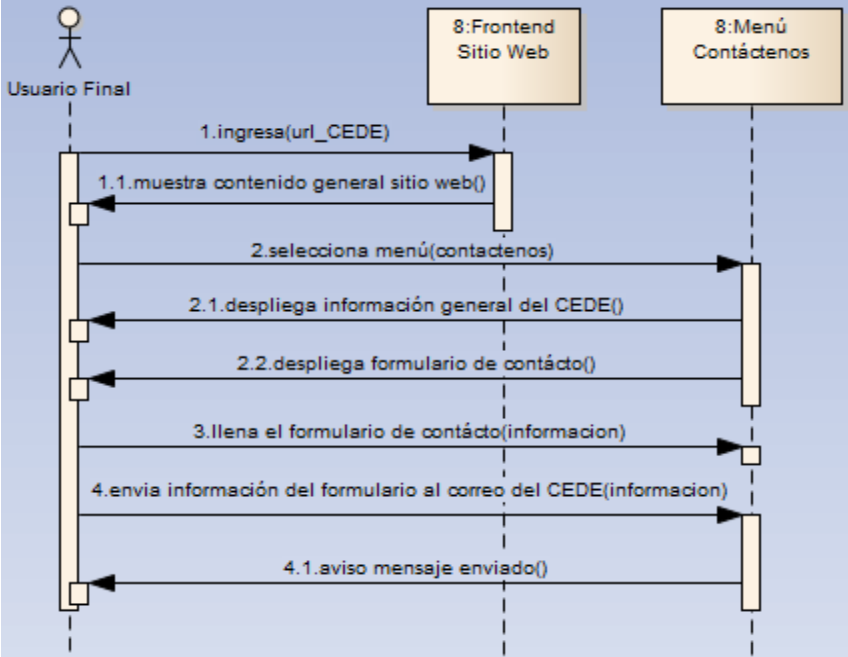 8:Frontend
Sitio Web
8:Menú
Contáctenos
Usuario Final
1.ingresa(url_CEDE)
1.1.muestra contenido general sitio web()
2.selecciona menú(contactenos)
2.1.despliega información general del CEDE()
2.2.despliega formulario de contácto()
3.llena el formulario de contácto(informacion)
4.envia información del formulario al correo del CEDE(informacion)
4.1.aviso mensaje enviado()